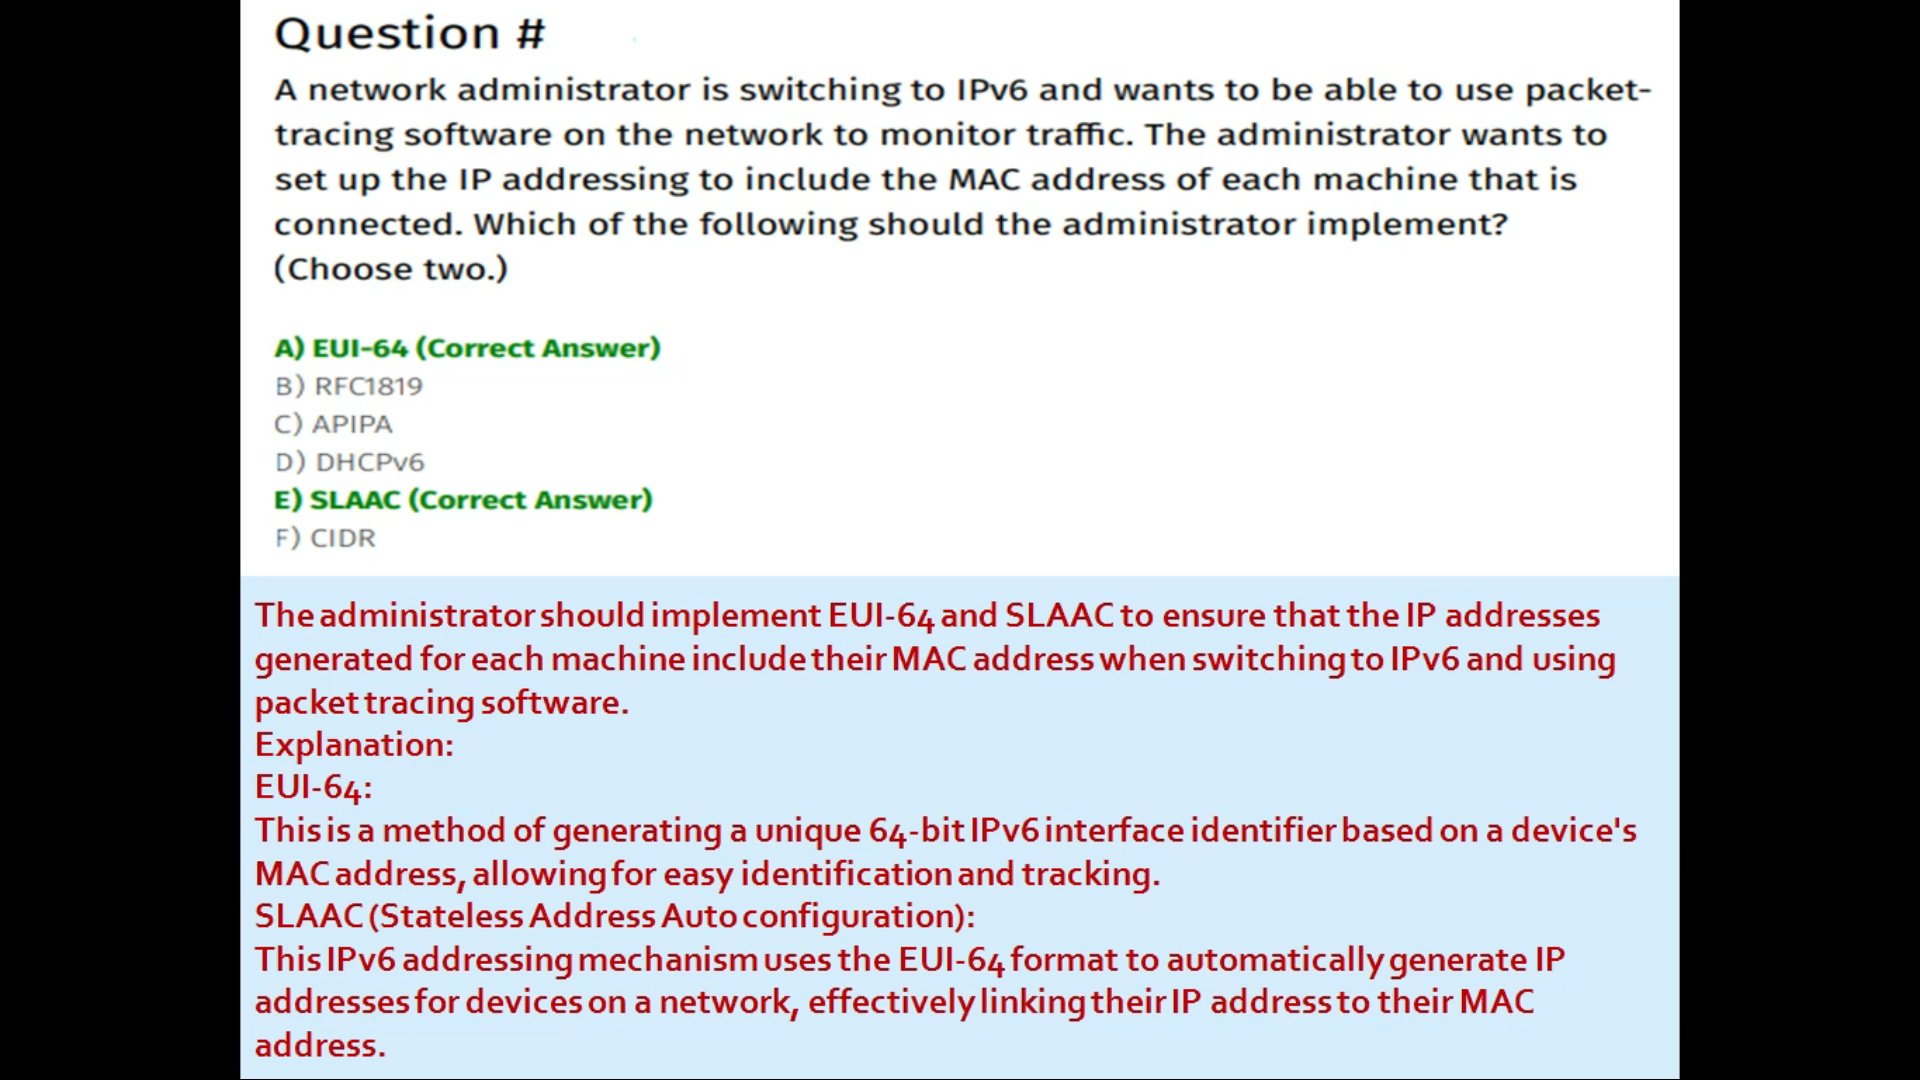 Question #
A network administrator is switching to IPv6 and wants to be able to use packet-
tracing software on the network to monitor traffic. The administrator wants to
set up the IP addressing to include the MAC address of each machine that is
connected. Which of the following should the administrator implement?
(Choose two.)
A) EUI-64 (Correct Answer)
B) RFC1819
C) APIPA
D) DHCPv6
E) SLAAC (Correct Answer)
F) CIDR
The administrator should implement EUI-64 and SLAAC to ensure that the IP addresses
generated for each machine include their MAC address when switching to IPv6 and using
packet tracing software.
Explanation:
EUI-64:
This is a method of generating a unique 64-bit IPv6 interface identifier based on a device's
MAC address, allowing for easy identification and tracking.
SLAAC (Stateless Address Auto configuration):
This IPv6 addressing mechanism uses the EUI-64 format to automatically generate IP
addresses for devices on a network, effectively linking their IP address to their MAC
address.